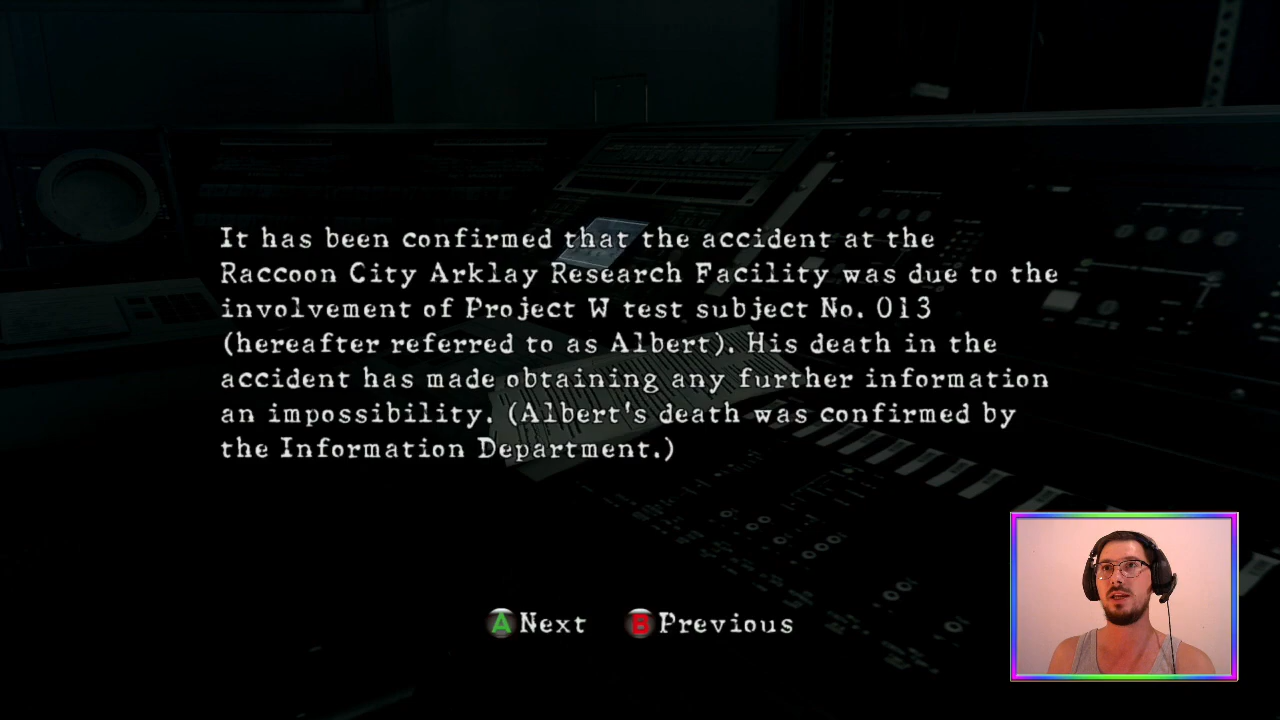 It has been confirmed that the accident at the
Raccoon City Arklay Research Facility was due to the
involvement of Project W test subject No. 013
(hereafter referred to as Albert). His death in the
accident has made obtaining any further information
an impossibility. (Albert's death was confirmed by
the Information Department.)
A Next B Previous